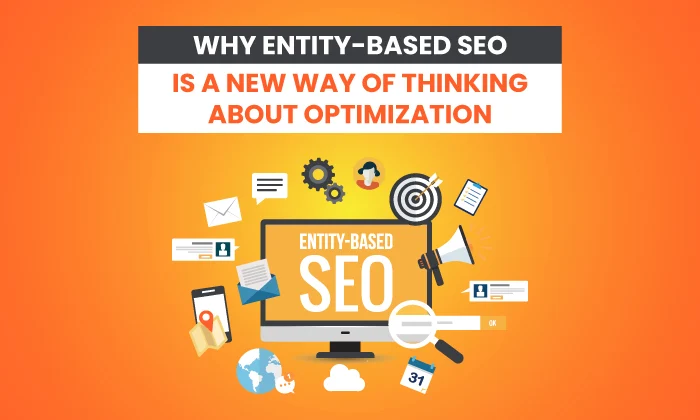 WHY ENTITY-BASED SEO
IS A NEW WAY OF THINKING
ABOUT OPTIMIZATION
ENTITY-BASED
SEO
OK
31